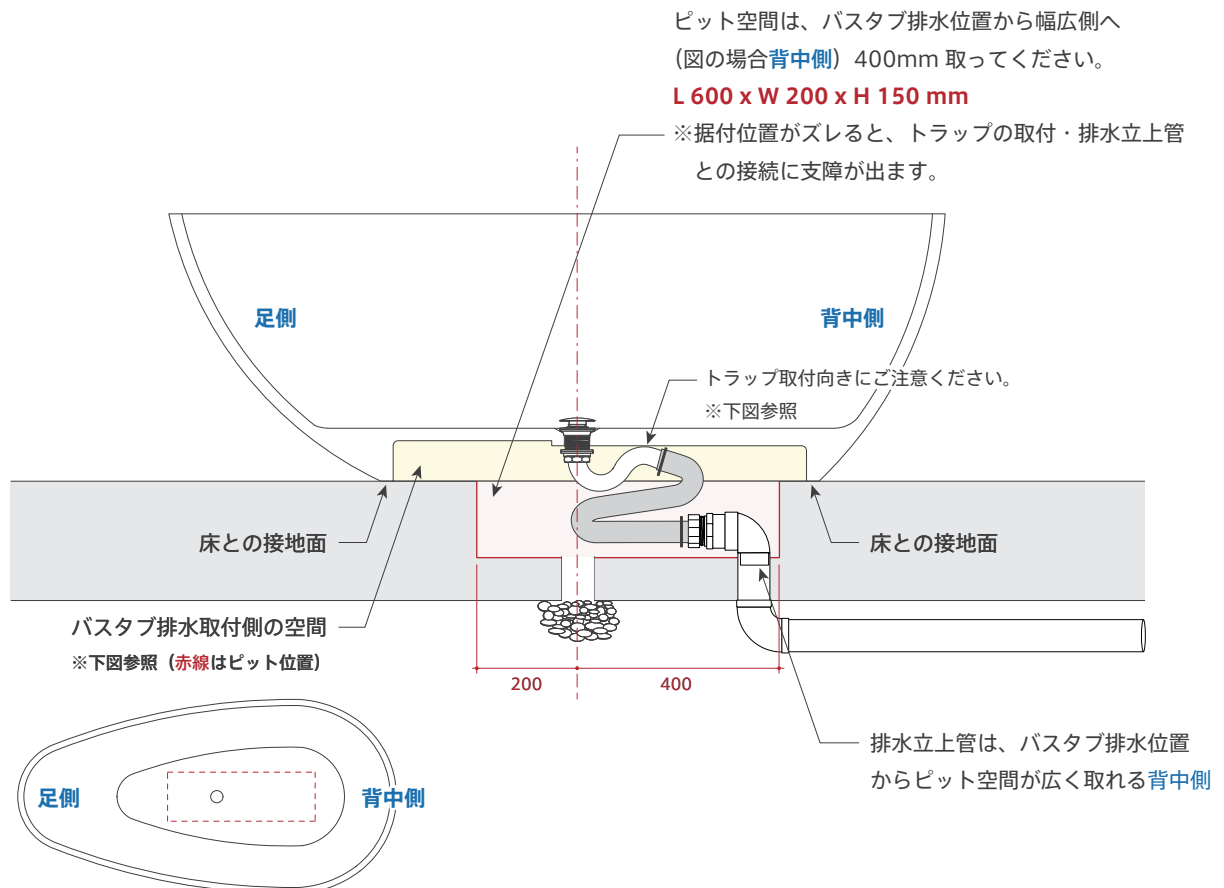 ピット空間は、バスタブ排水位置から幅広側へ
(図の場合背中側)400mm 取ってください。
L 600 x W 200 x H 150 mm
※据付位置がズレると、トラップの取付・排水立上管
との接続に支障が出ます。
足側
背中側
トラップ取付向きにご注意ください。
※下図参照
床との接地面
床との接地面
バスタブ排水取付側の空間
※下図参照(赤線はピット位置)
200
400
排水立上管は、バスタブ排水位置
からピット空間が広く取れる背中側
足側
背中側